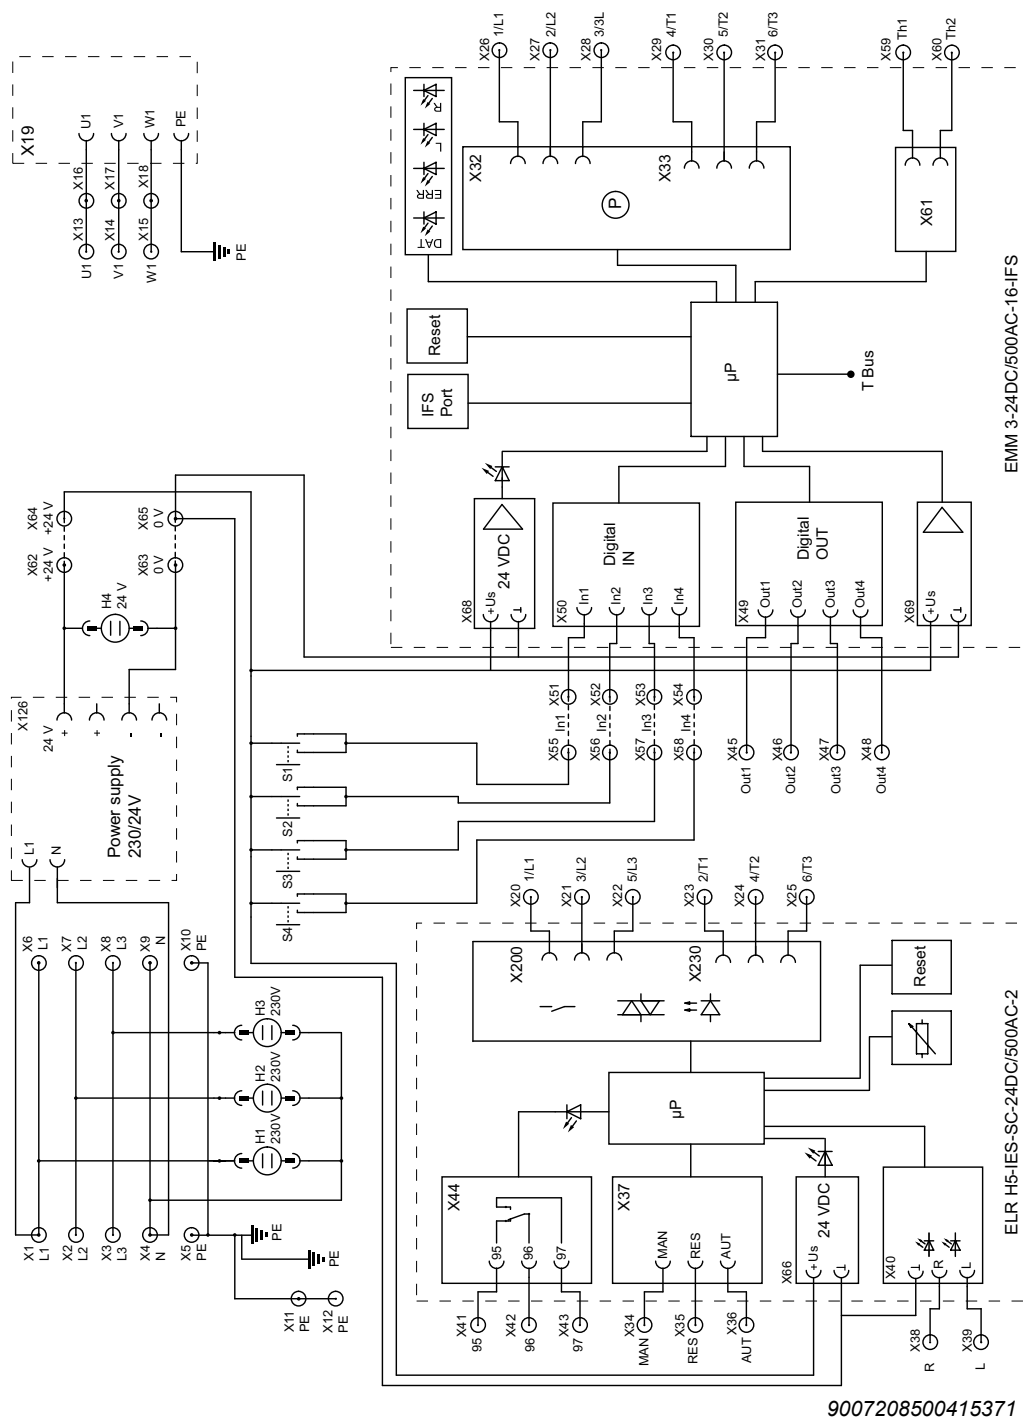 X19
U1
V1
W1
PE
X16
X17
X18
X13
X14
X15
U1
V1
W1
PE
X26 1/L1
X27 2/L2
X28 3/3L
X29 4/T1
X30 5/T2
X31 6/T3
X59 Th1
X60 Th2
R
L
ERR
DAT
X32
X33
P
X61
Reset
IFS
Port
µP
T Bus
X68
+Us
24 VDC
X50
In1
In2
In3
In4
Digital
IN
X49
Out1
Out2
Out3
Out4
Digital
OUT
X69
+Us
EMM 3-24DC/500AC-16-IFS
X64
+24 V
X65
0 V
X62
+24 V
X63
0 V
H4
24 V
X126
24 V
+
+
-
-
Power supply
230/24V
L1
N
X51
X52
X53
X54
In1
In2
In3
In4
X55
X56
X57
X58
X45
Out1
X46
Out2
X47
Out3
X48
Out4
S1
S2
S3
S4
X6
L1
X7
L2
X8
L3
X9
N
X10
PE
H3
230V
H2
230V
H1
230V
X1
L1
X2
L2
X3
L3
X4
N
X5
PE
PE
PE
X11
PE
X12
PE
X20 1/L1
X21 3/L2
X22 5/L3
X23 2/T1
X24 4/T2
X25 6/T3
X200
X230
Reset
µP
X44
95
96
97
X37
MAN
RES
AUT
X66
+Us
24 VDC
X40
R
L
X41
95
X42
96
X43
97
X34
MAN
X35
RES
X36
AUT
X38
R
X39
L
ELR H5-IES-SC-24DC/500AC-2
9007208500415371